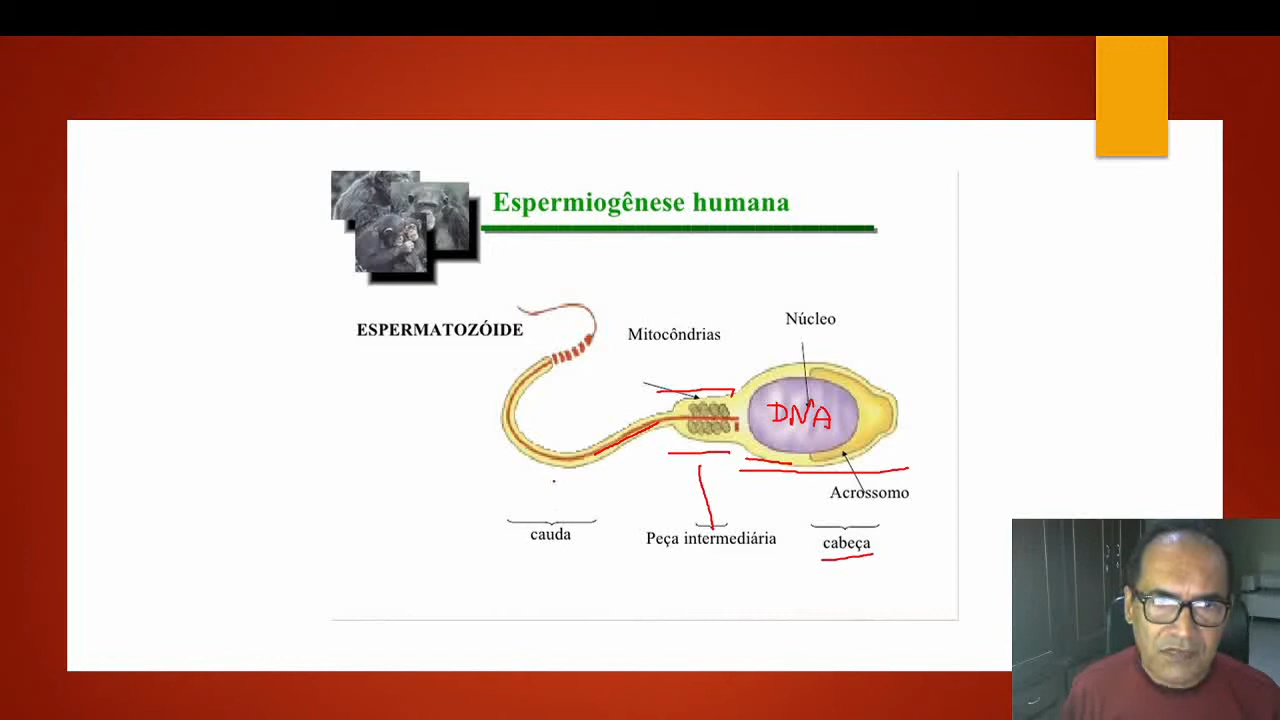 Espermiogênese humana
ESPERMATOZÓIDE
Mitocôndrias
Núcleo
DNA
Acrossomo
cauda
Peça intermediária
cabeça